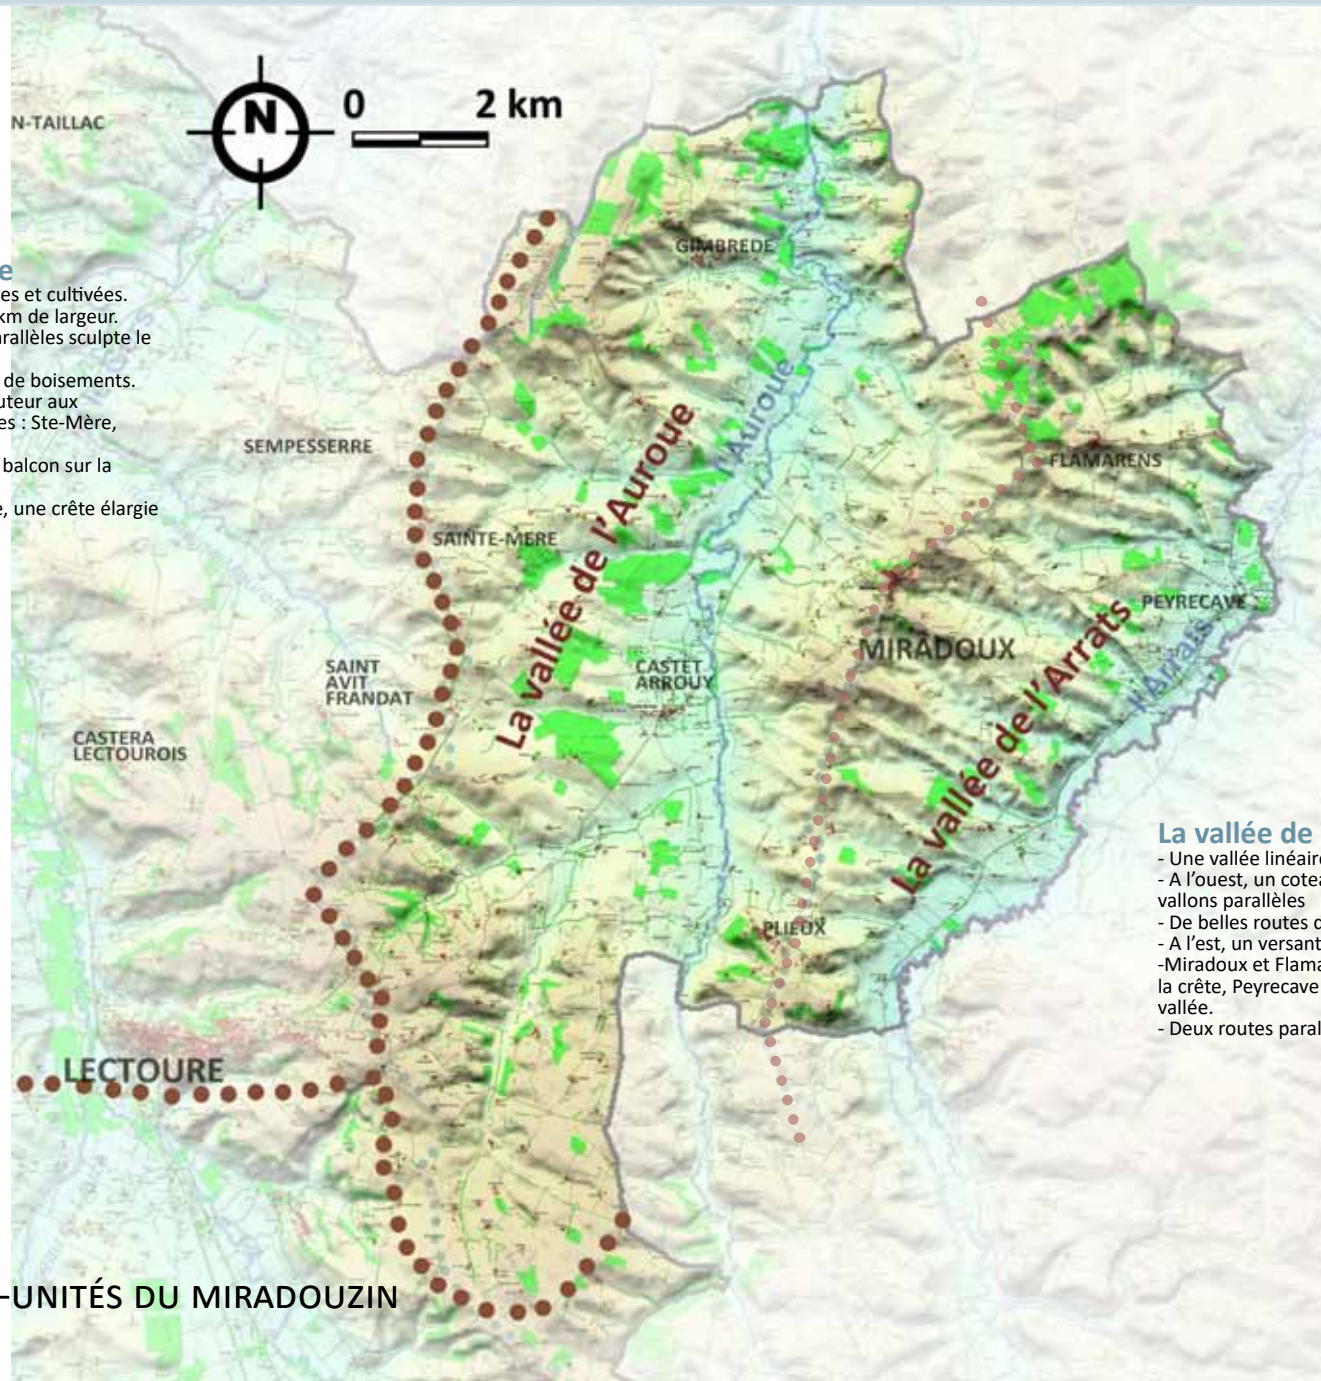 N
0 2 km
N-TAILLAC
GIMBREDE
e
es et cultivées.
km de largeur.
rallèles sculpte le
de boisements.
uteur aux
es : Ste-Mère,
balcon sur la
e, une crête élargie
SEMPESSERRE
La vallée de l'Auroue
l'Auroue
FLAMARENS
SAINTE-MERE
PEYRECAVE
MIRADOUX
La vallée de l'Arrats
l'Arrats
SAINT
AVIT
FRANDAT
CASTET
ARROUY
CASTERA
LECTOUROIS
La vallée de
- Une vallée linéaire
- A l'ouest, un cotea
vallons parallèles
- De belles routes d
- A l'est, un versant
-Miradoux et Flama
la crête, Peyrecave
vallée.
- Deux routes paral
PLIEUX
LECTOURE
-UNITÉS DU MIRADOUZIN